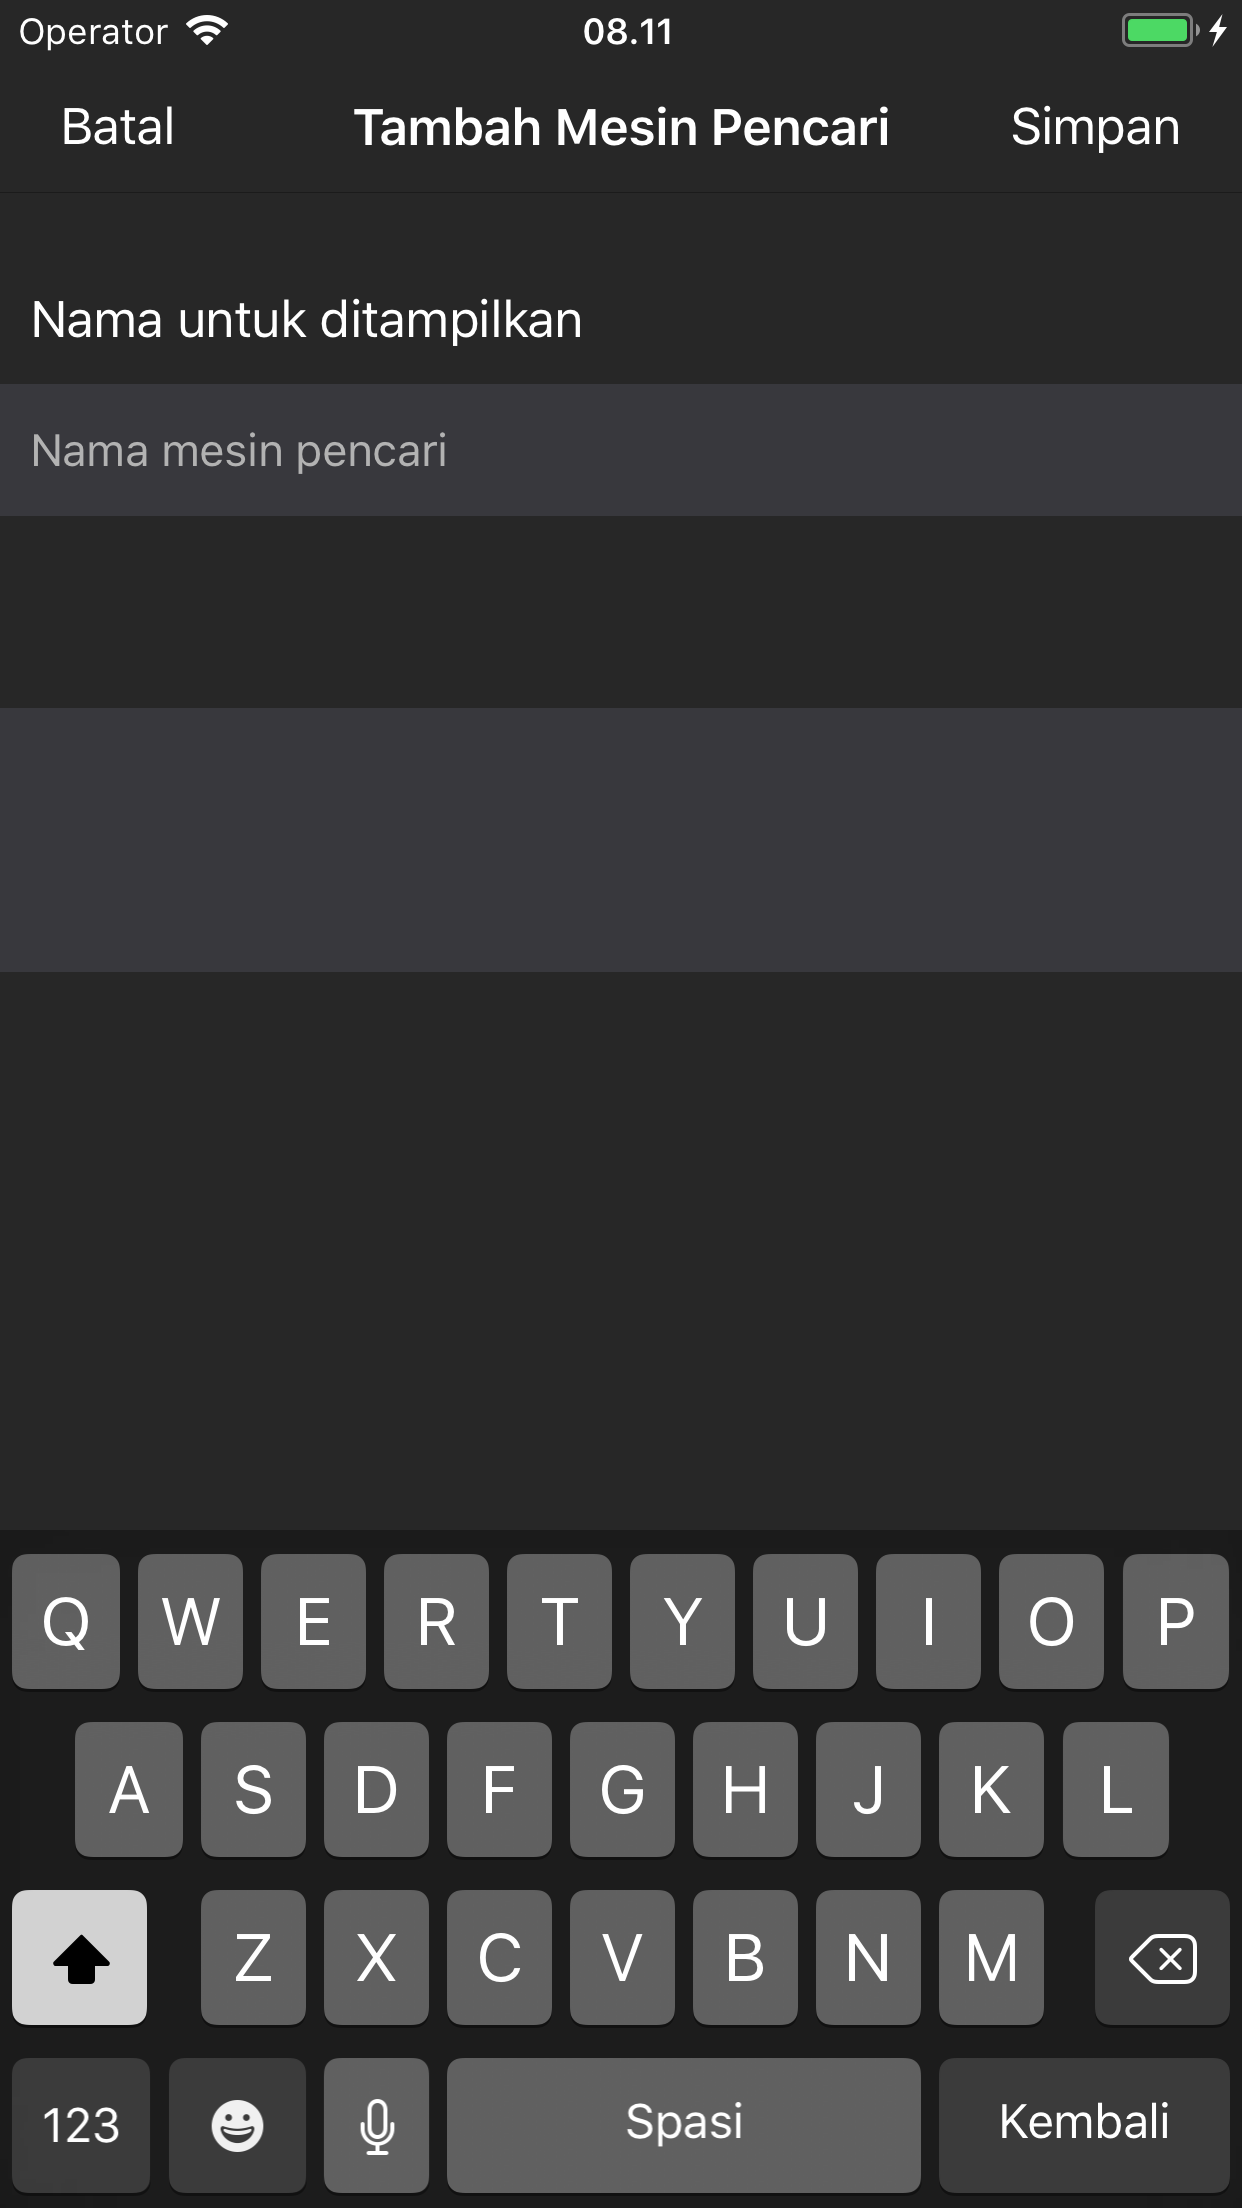 Operator 08.11
Batal Tambah Mesin Pencari Simpan
Nama untuk ditampilkan
Nama mesin pencari
Q W E R T Y U I O P
A S D F G H J K L
Z X C V B N M
123 Spasi Kembali